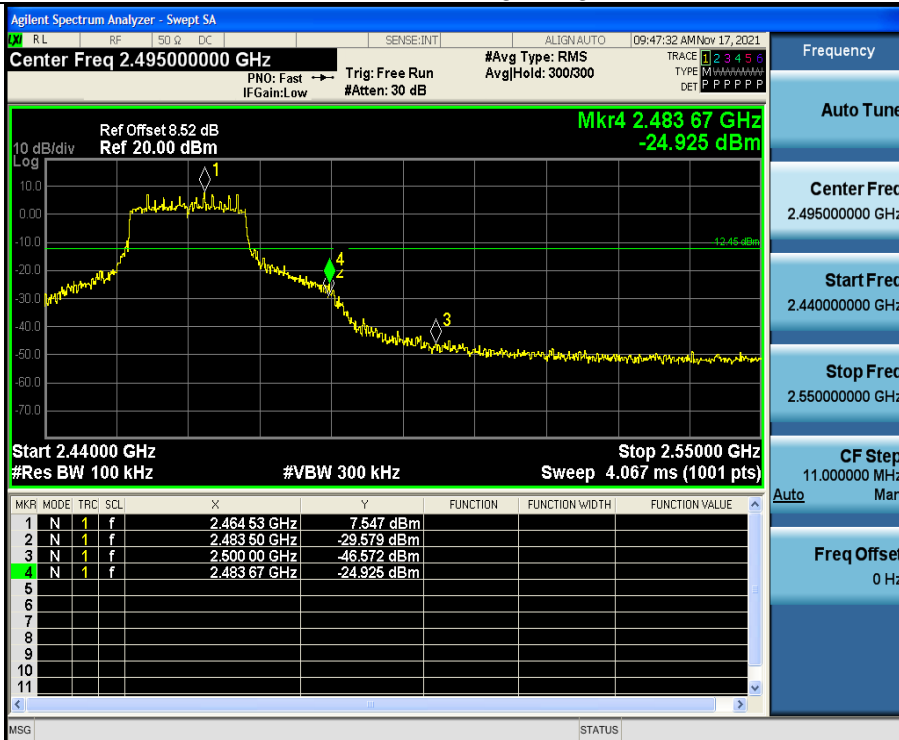 Agilent Spectrum Analyzer - Swept SA
LXI RL RF 50 Ω DC SENSE:INT ALIGN AUTO 09:47:32 AM Nov 17, 2021
Center Freq 2.495000000 GHz
PNO: Fast
IFGain:Low
Trig: Free Run
#Atten: 30 dB
#Avg Type: RMS
Avg|Hold: 300/300
TRACE 1 2 3 4 5 6
TYPE M
DET P P P P P P
Mkr4 2.483 67 GHz
-24.925 dBm
Ref Offset 8.52 dB
10 dB/div Ref 20.00 dBm
Log
10.0
0.00
-10.0
-20.0
-30.0
-40.0
-50.0
-60.0
-70.0
1
-12.45 dBm
4
2
3
Start 2.44000 GHz Stop 2.55000 GHz
#Res BW 100 kHz #VBW 300 kHz Sweep 4.067 ms (1001 pts)
MKR MODE TRC SCL X Y FUNCTION FUNCTION WIDTH FUNCTION VALUE
1 N 1 f 2.464 53 GHz 7.547 dBm
2 N 1 f 2.483 50 GHz -29.579 dBm
3 N 1 f 2.500 00 GHz -46.572 dBm
4 N 1 f 2.483 67 GHz -24.925 dBm
5
6
7
8
9
10
11
MSG STATUS
Frequency
Auto Tune
Center Freq
2.495000000 GHz
Start Freq
2.440000000 GHz
Stop Freq
2.550000000 GHz
CF Step
11.000000 MHz
Auto Man
Freq Offset
0 Hz